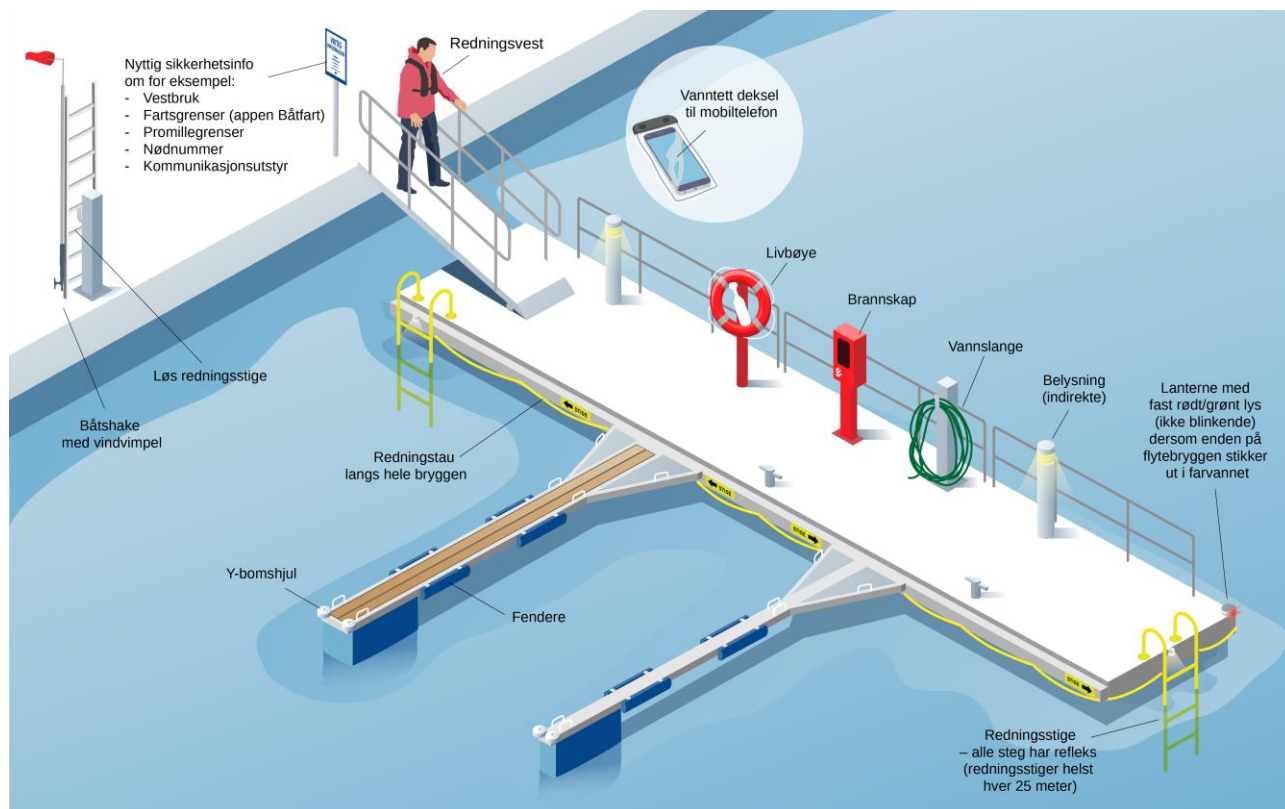 Nyttig sikkerhetsinfo
om for eksempel:
- Vestbruk
- Fartsgrenser (appen Båtfart)
- Promillegrenser
- Nødnummer
- Kommunikasjonsutstyr
Redningsvest
Vanntett deksel
til mobiltelefon
Livbøye
Brannskap
Vannslange
Belysning
(indirekte)
Lanterne med
fast rødt/grønt lys
(ikke blinkende)
dersom enden på
flytebryggen stikker
ut i farvannet
Løs redningsstige
Båtshake
med vindvimpel
Redningstau
langs hele bryggen
STIGE
STIGE
STIGE
STIGE
Y-bomshjul
Fendere
Redningsstige
– alle steg har refleks
(redningsstiger helst
hver 25 meter)